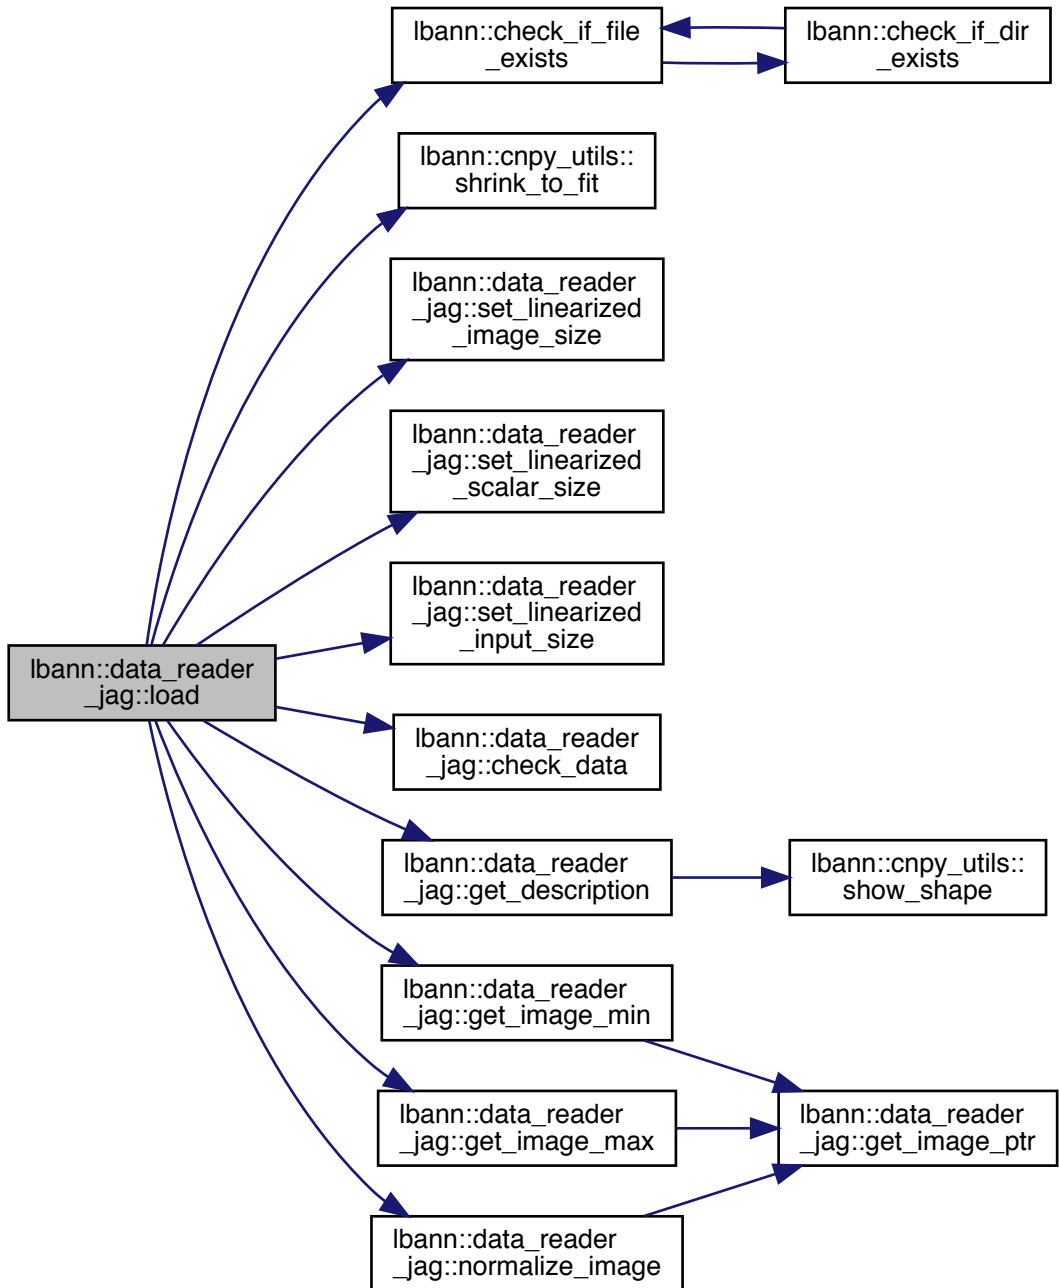 lbann::check_if_file
_exists
lbann::check_if_dir
_exists
lbann::cnpy_utils::
shrink_to_fit
lbann::data_reader
_jag::set_linearized
_image_size
lbann::data_reader
_jag::set_linearized
_scalar_size
lbann::data_reader
_jag::set_linearized
_input_size
lbann::data_reader
_jag::load
lbann::data_reader
_jag::check_data
lbann::data_reader
_jag::get_description
lbann::cnpy_utils::
show_shape
lbann::data_reader
_jag::get_image_min
lbann::data_reader
_jag::get_image_max
lbann::data_reader
_jag::get_image_ptr
lbann::data_reader
_jag::normalize_image